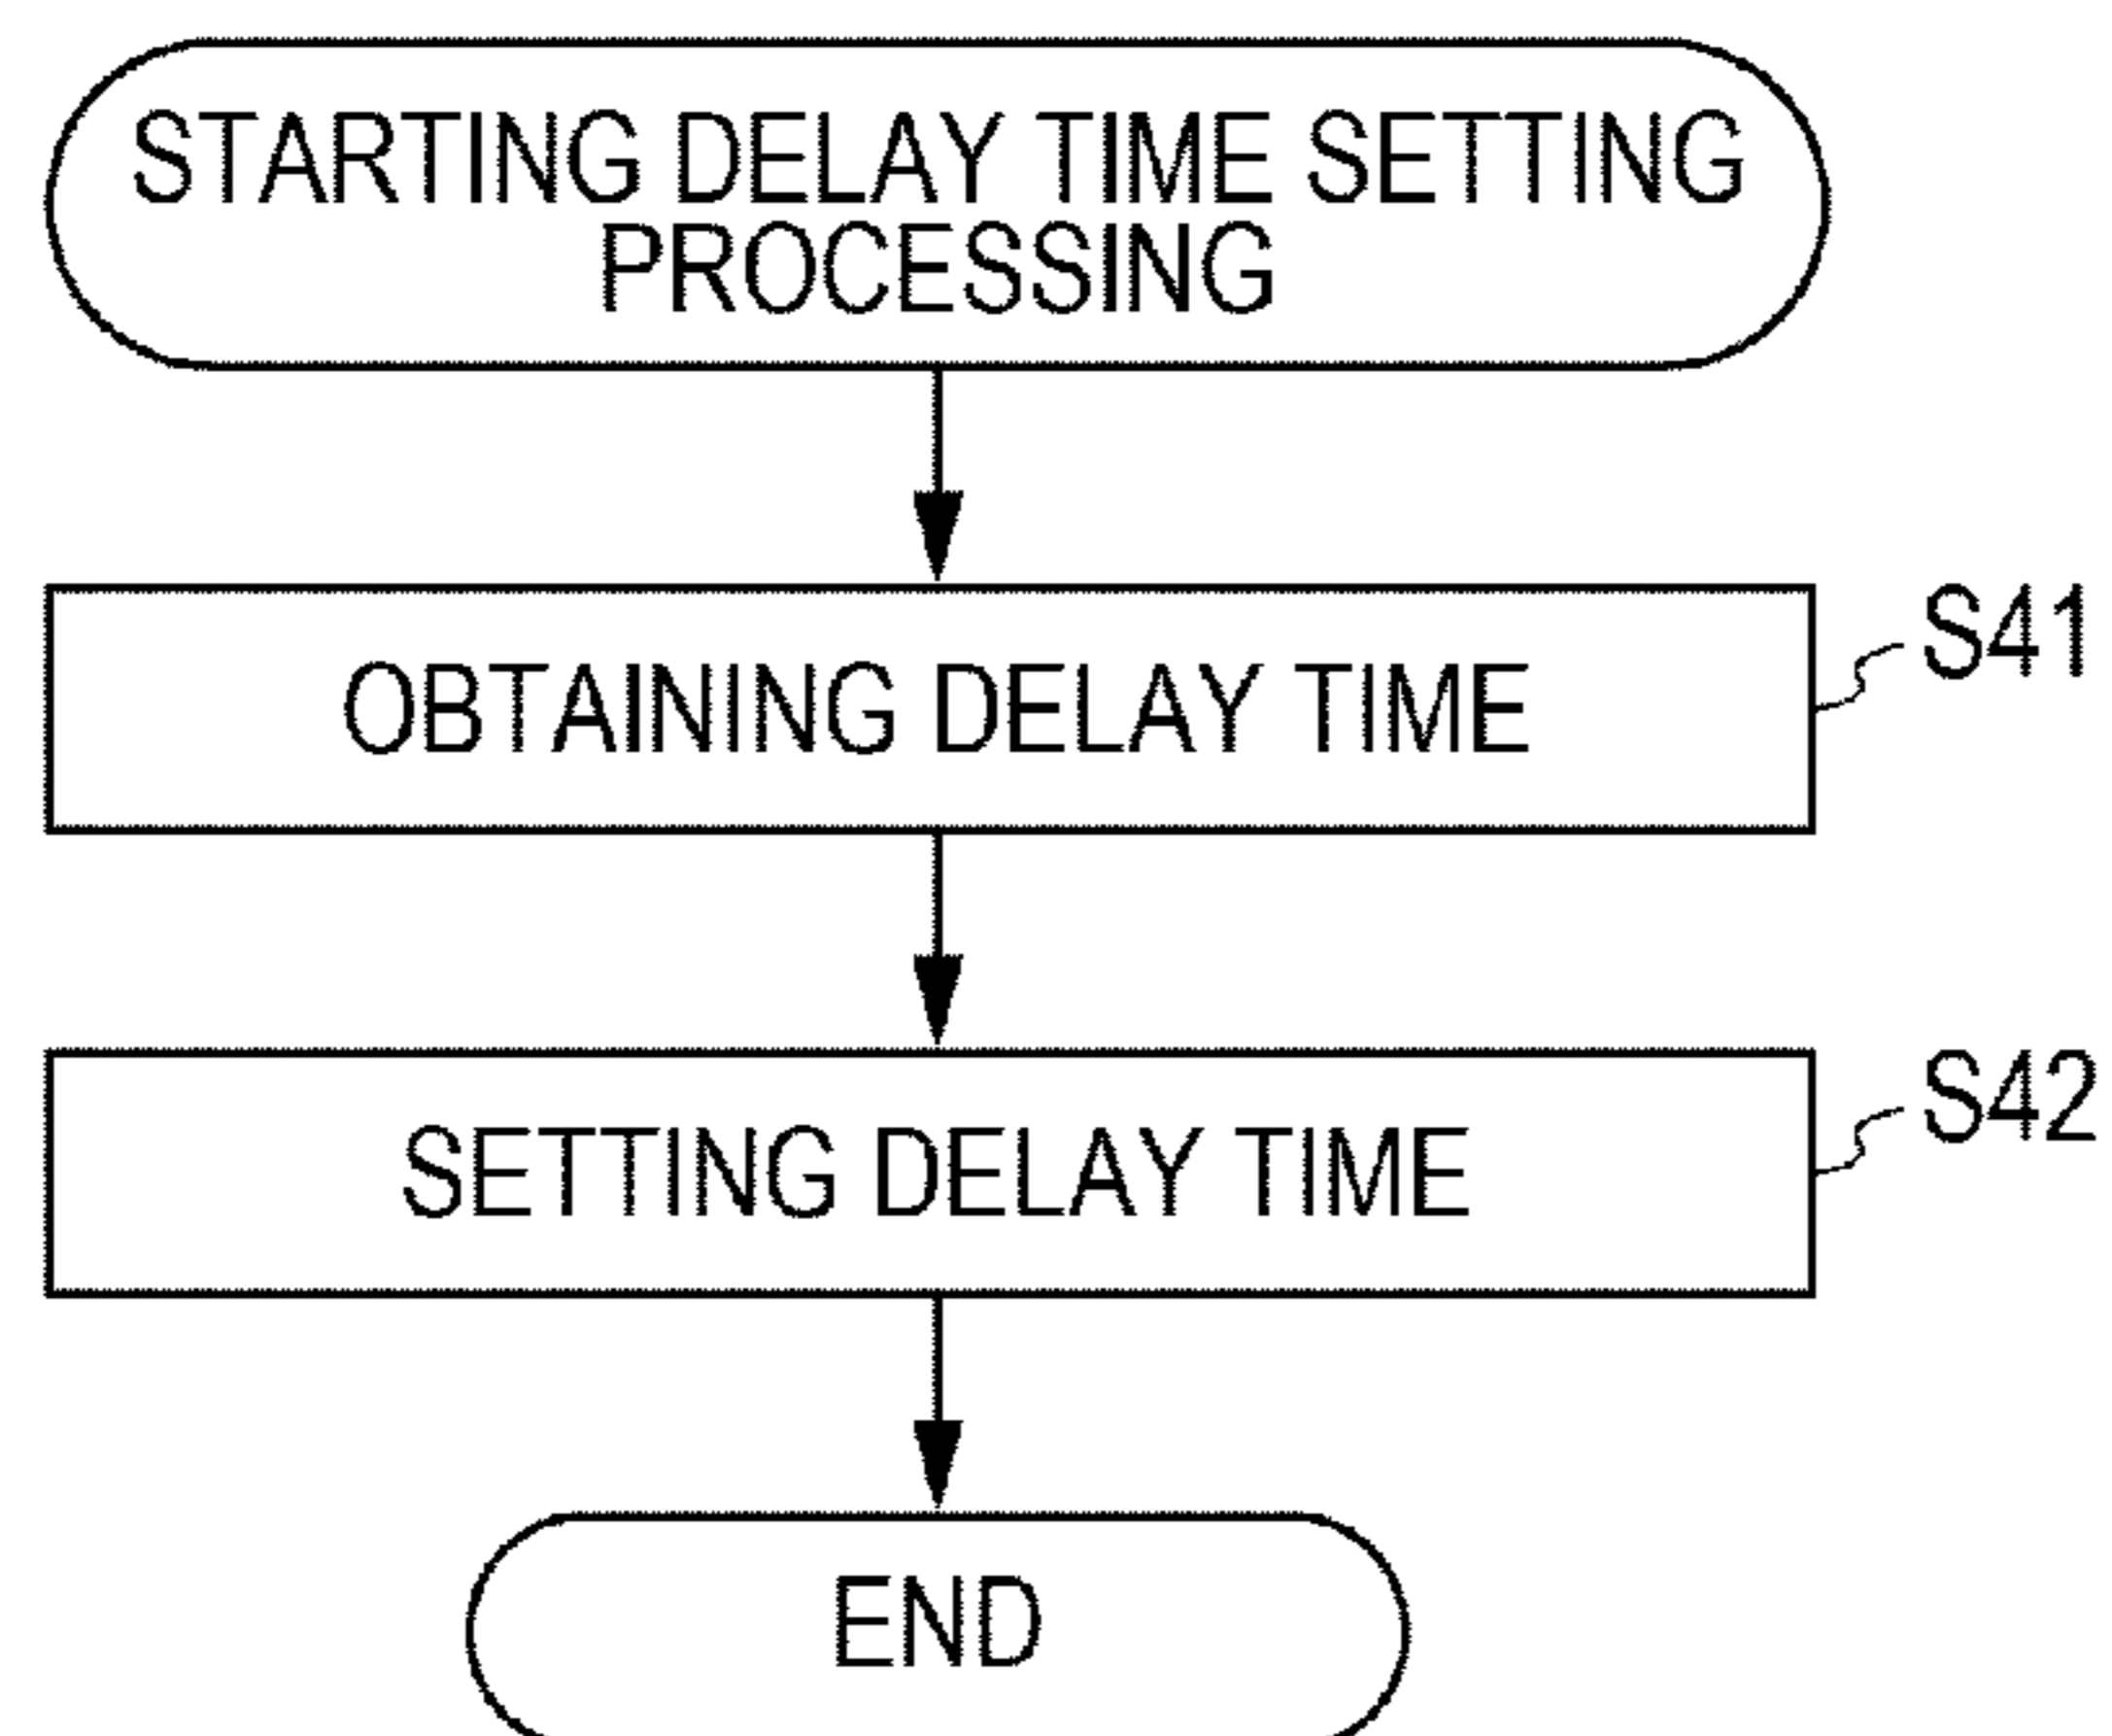 STARTING DELAY TIME SETTING
PROCESSING
OBTAINING DELAY TIME
S41
SETTING DELAY TIME
S42
END